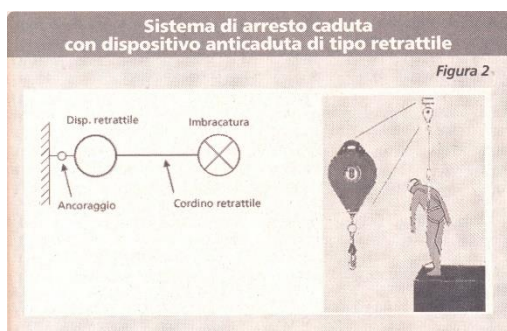 Sistema di arresto caduta
con dispositivo anticaduta di tipo retrattile
Figura 2
Disp. retrattile
Imbracatura
Ancoraggio
Cordino retrattile